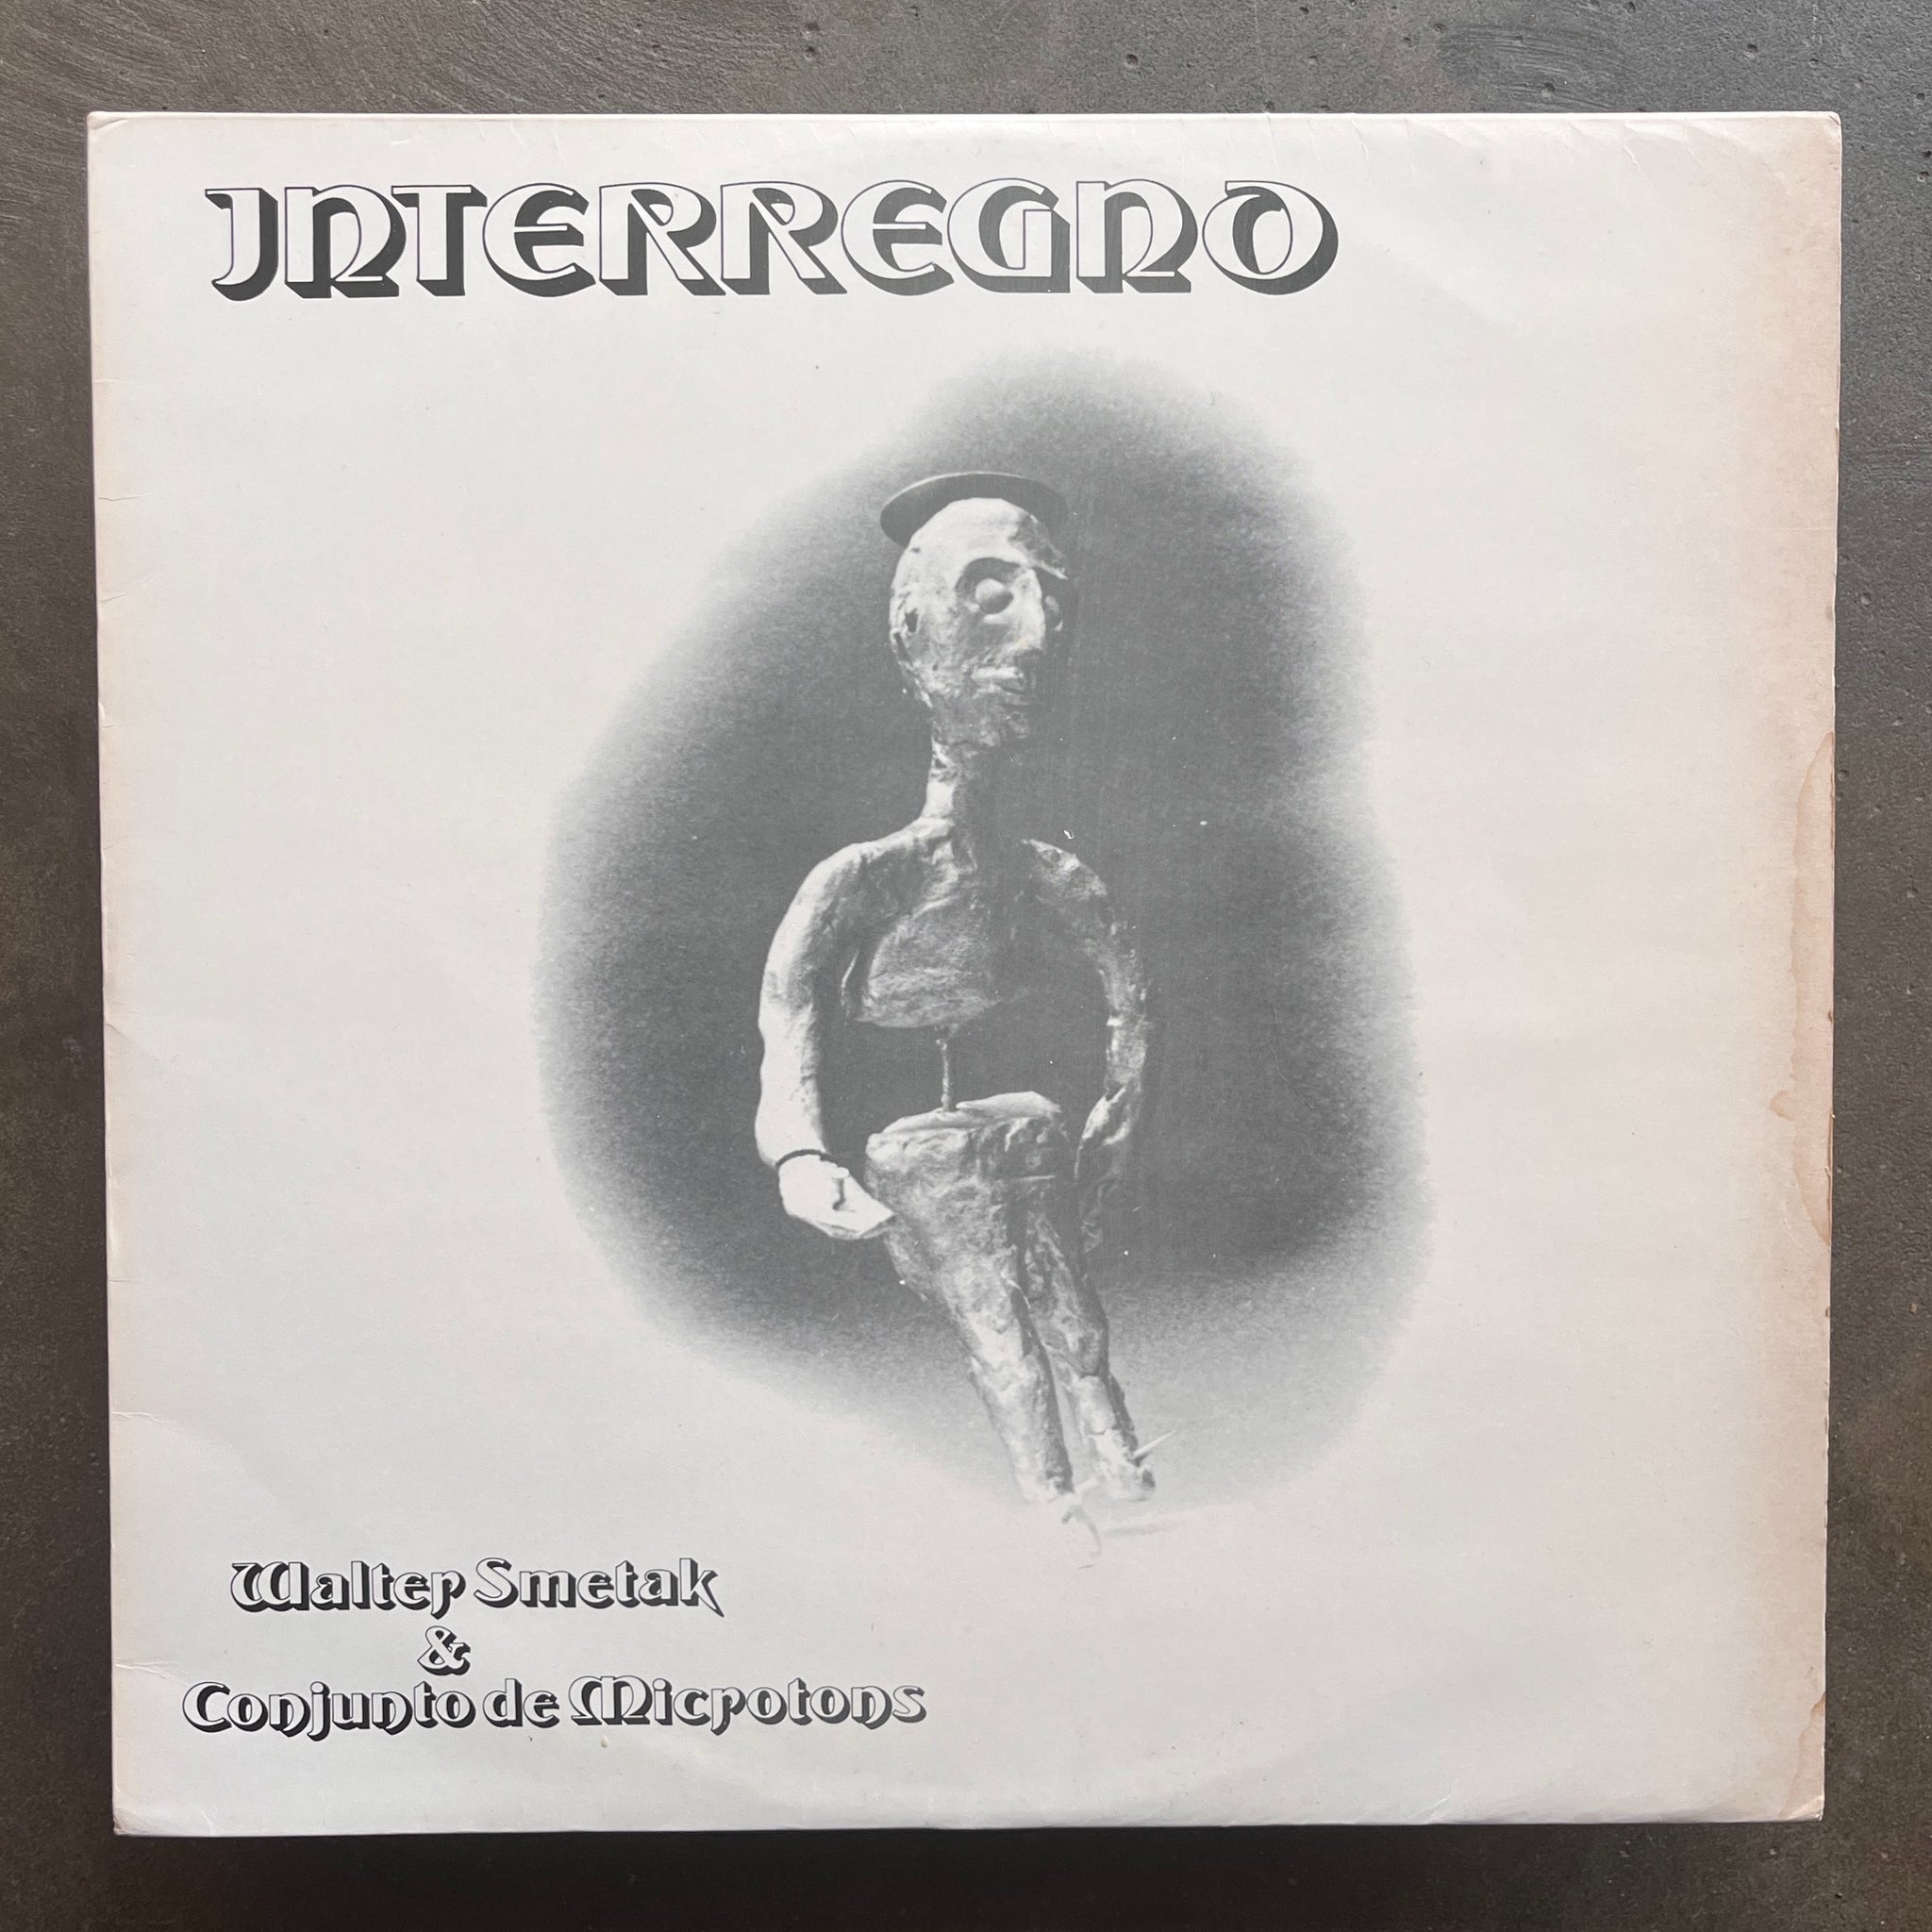 INTERREGNO
Walter Smetak
&
Conjunto de Microtons